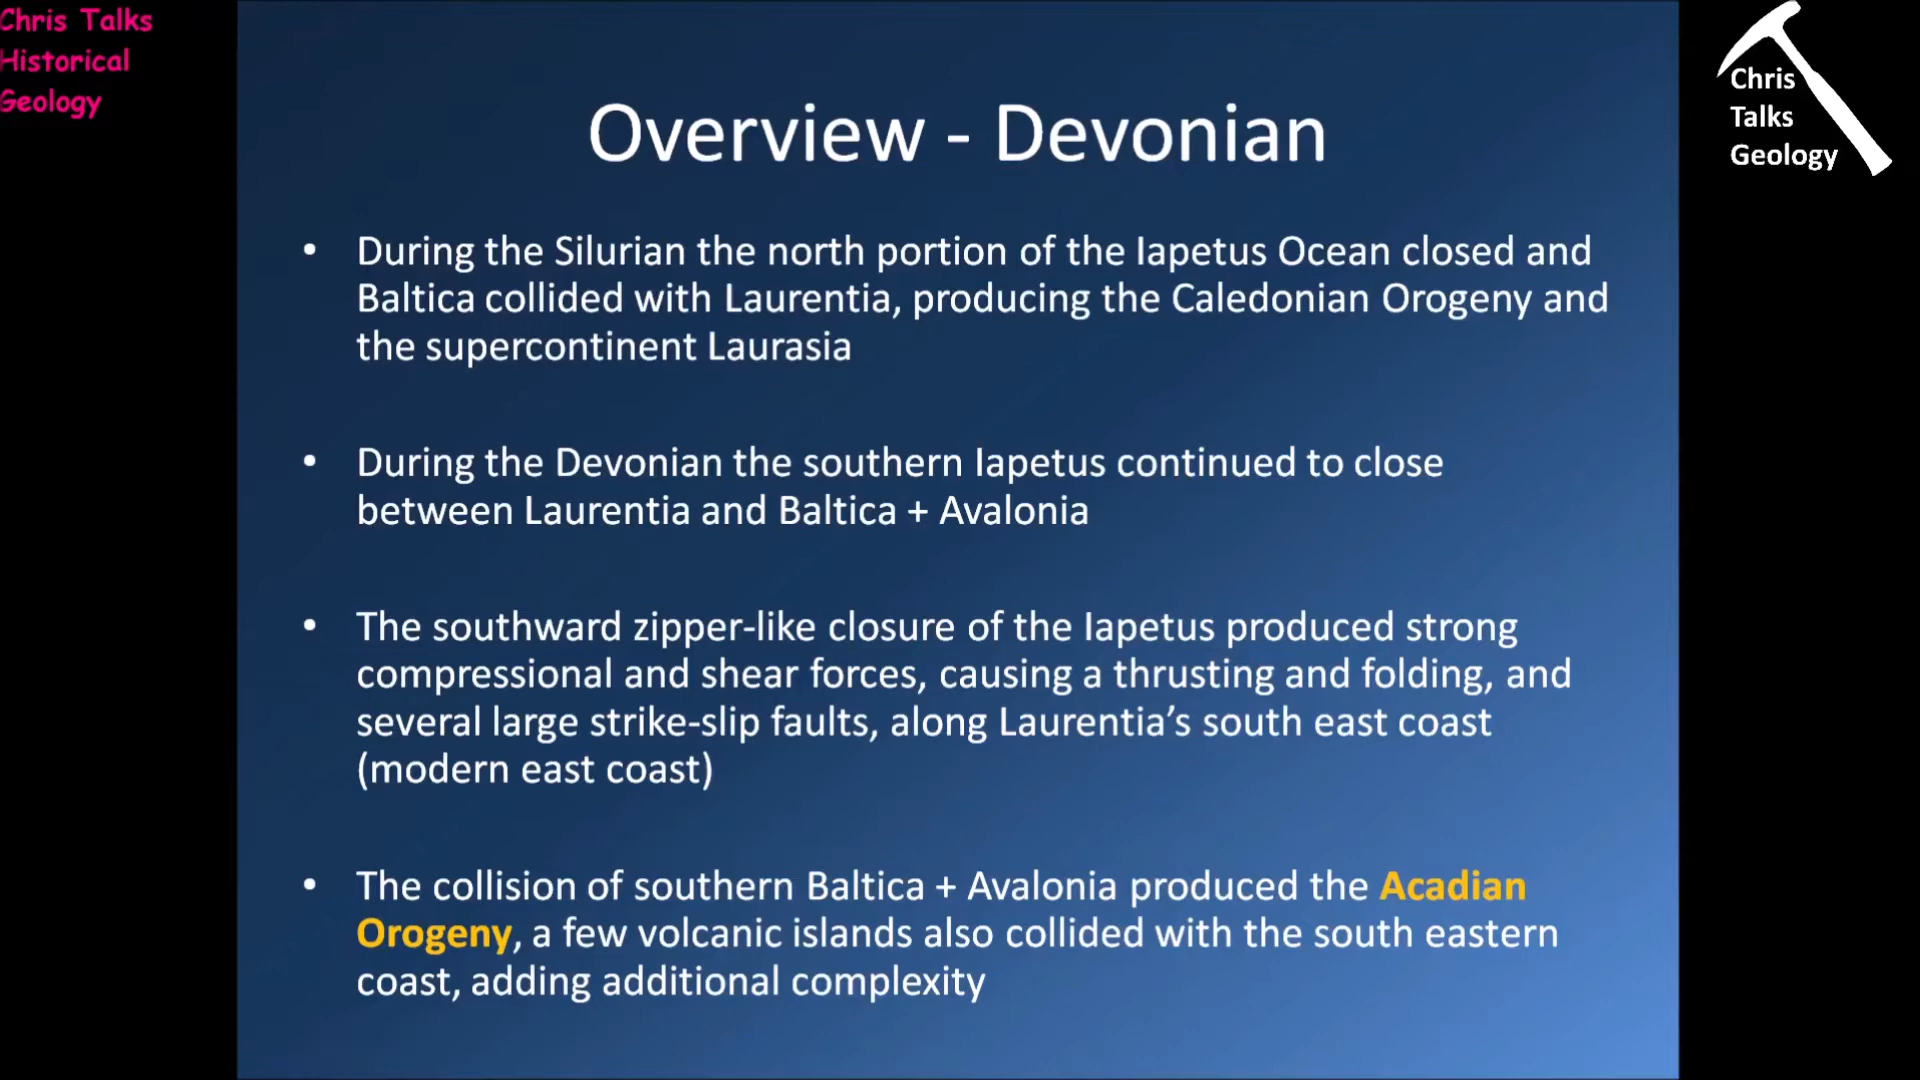 Chris Talks
Historical
Geology
Chris
Talks
Geology
Overview - Devonian
• During the Silurian the north portion of the Iapetus Ocean closed and
Baltica collided with Laurentia, producing the Caledonian Orogeny and
the supercontinent Laurasia
• During the Devonian the southern Iapetus continued to close
between Laurentia and Baltica + Avalonia
• The southward zipper-like closure of the Iapetus produced strong
compressional and shear forces, causing a thrusting and folding, and
several large strike-slip faults, along Laurentia’s south east coast
(modern east coast)
• The collision of southern Baltica + Avalonia produced the Acadian
Orogeny, a few volcanic islands also collided with the south eastern
coast, adding additional complexity